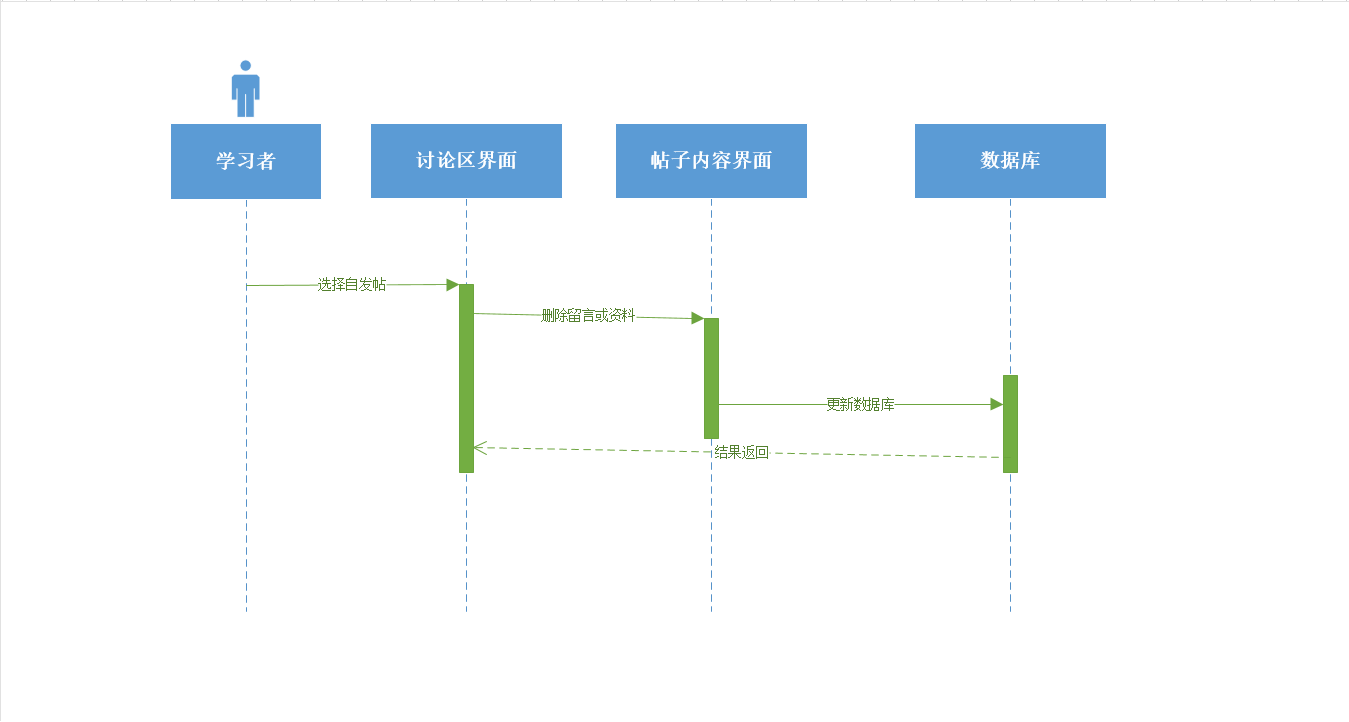 学习者
讨论区界面
帖子内容界面
数据库
选择自发帖
删除留言或资料
更新数据库
结果返回